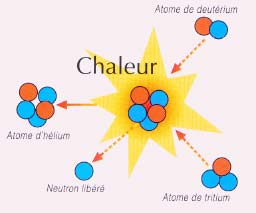 Atome de deutérium
Chaleur
Atome d'hélium
Neutron libéré
Atome de tritium